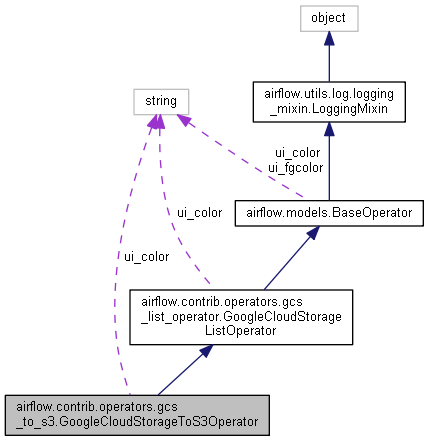 object
airflow.utils.log.logging
_mixin.LoggingMixin
string
ui_color
ui_fgcolor
ui_color
airflow.models.BaseOperator
ui_color
airflow.contrib.operators.gcs
_list_operator.GoogleCloudStorage
ListOperator
airflow.contrib.operators.gcs
_to_s3.GoogleCloudStorageToS3Operator